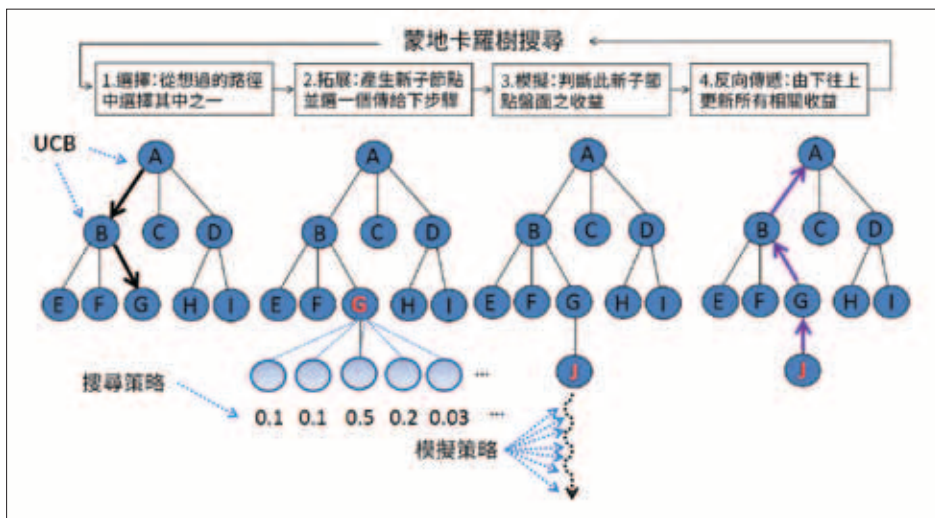 蒙地卡羅樹搜尋
1.選擇：從想過的路徑
中選擇其中之一
2.拓展：產生新子節點
並選一個傳給下步驟
3.模擬：判斷此新子節
點盤面之收益
4.反向傳遞：由下往上
更新所有相關收益
UCB
A
B
C
D
E
F
G
H
I
A
B
C
D
E
F
G
H
I
搜尋策略
0.1 0.1 0.5 0.2 0.03 ...
...
A
B
C
D
E
F
G
H
I
J
模擬策略
A
B
C
D
E
F
G
H
I
J